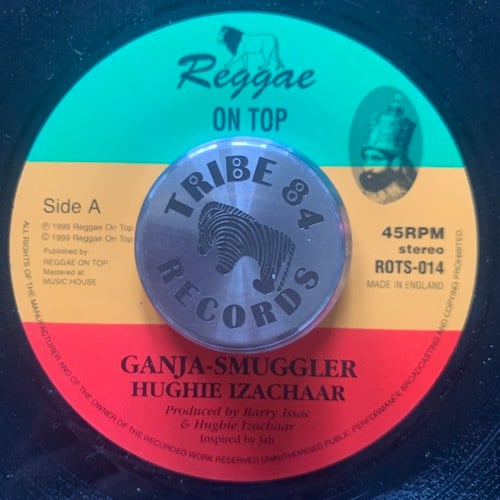 Reggae
ON TOP
TRIBE 84
RECORDS
Side A
℗ 1999 Reggae On Top
© 1999 Reggae On Top
Published by:
REGGAE ON TOP
Mastered at
MUSIC HOUSE
45RPM
stereo
ROTS-014
MADE IN ENGLAND
GANJA-SMUGGLER
HUGHIE IZACHAAR
Produced by Barry Issac
& Hughie Izachaar
Inspired by Jah
ALL RIGHTS OF THE MANUFACTURER AND OF THE OWNER OF THE RECORDED WORK RESERVED UNAUTHORISED PUBLIC PERFORMANCE BROADCASTING AND COPYING PROHIBITED.